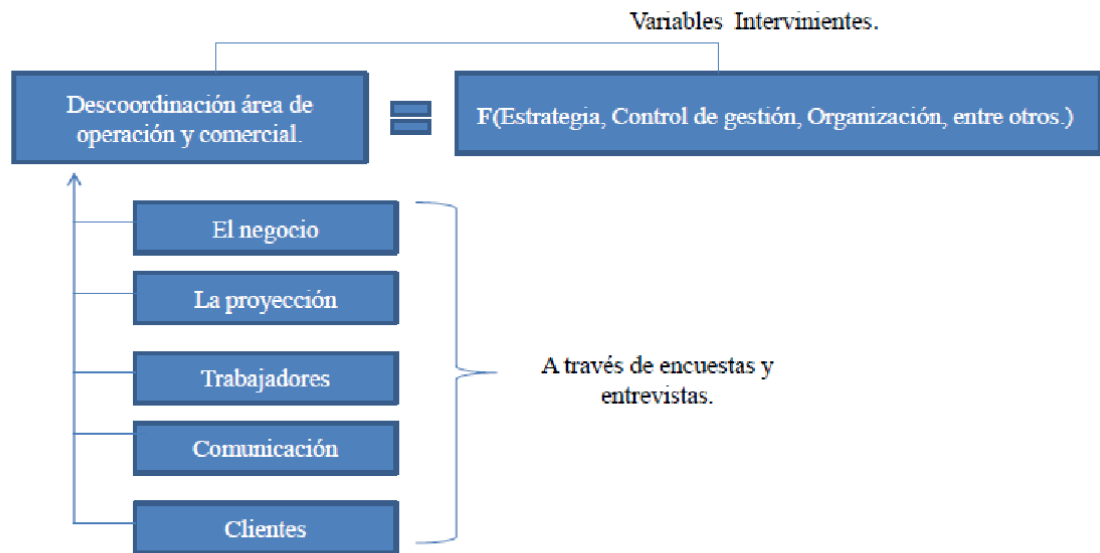 Variables Intervinientes.
Descoordinación área de
operación y comercial.
F(Estrategia, Control de gestión, Organización, entre otros.)
El negocio
La proyección
Trabajadores
Comunicación
Clientes
A través de encuestas y
entrevistas.